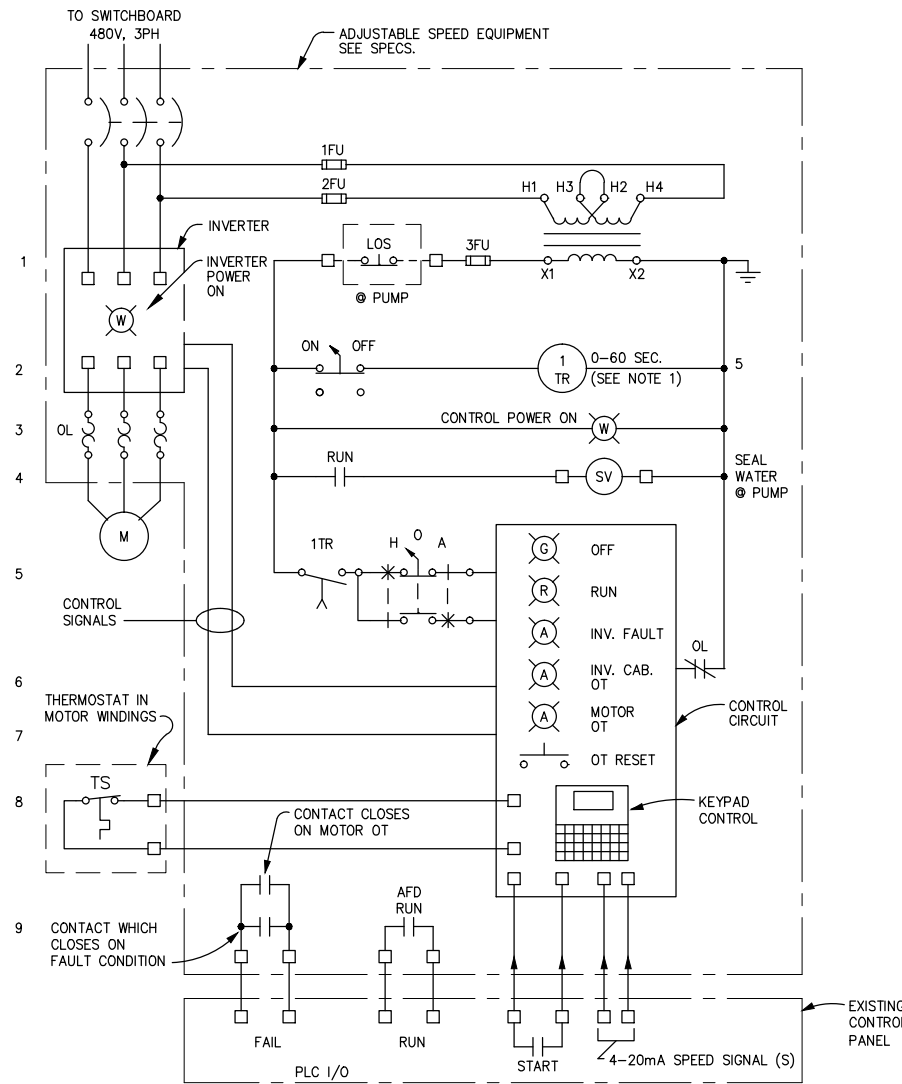 TO SWITCHBOARD
480V, 3PH
ADJUSTABLE SPEED EQUIPMENT
SEE SPECS.
1FU
2FU
H1 H3 H2 H4
INVERTER
1
INVERTER
POWER
ON
W
LOS
@ PUMP
3FU
X1 X2
2
ON OFF
1
TR
0-60 SEC.
(SEE NOTE 1)
5
3
OL
CONTROL POWER ON
W
4
RUN
SV
SEAL
WATER
@ PUMP
M
5
1TR
H O A
G OFF
R RUN
A INV. FAULT
A INV. CAB.
OT
A MOTOR
OT
OT RESET
OL
CONTROL
SIGNALS
6
THERMOSTAT IN
MOTOR WINDINGS
7
CONTROL
CIRCUIT
8
TS
CONTACT CLOSES
ON MOTOR OT
KEYPAD
CONTROL
9
CONTACT WHICH
CLOSES ON
FAULT CONDITION
AFD
RUN
FAIL
RUN
START
4-20mA SPEED SIGNAL (S)
PLC I/O
EXISTING
CONTROL
PANEL